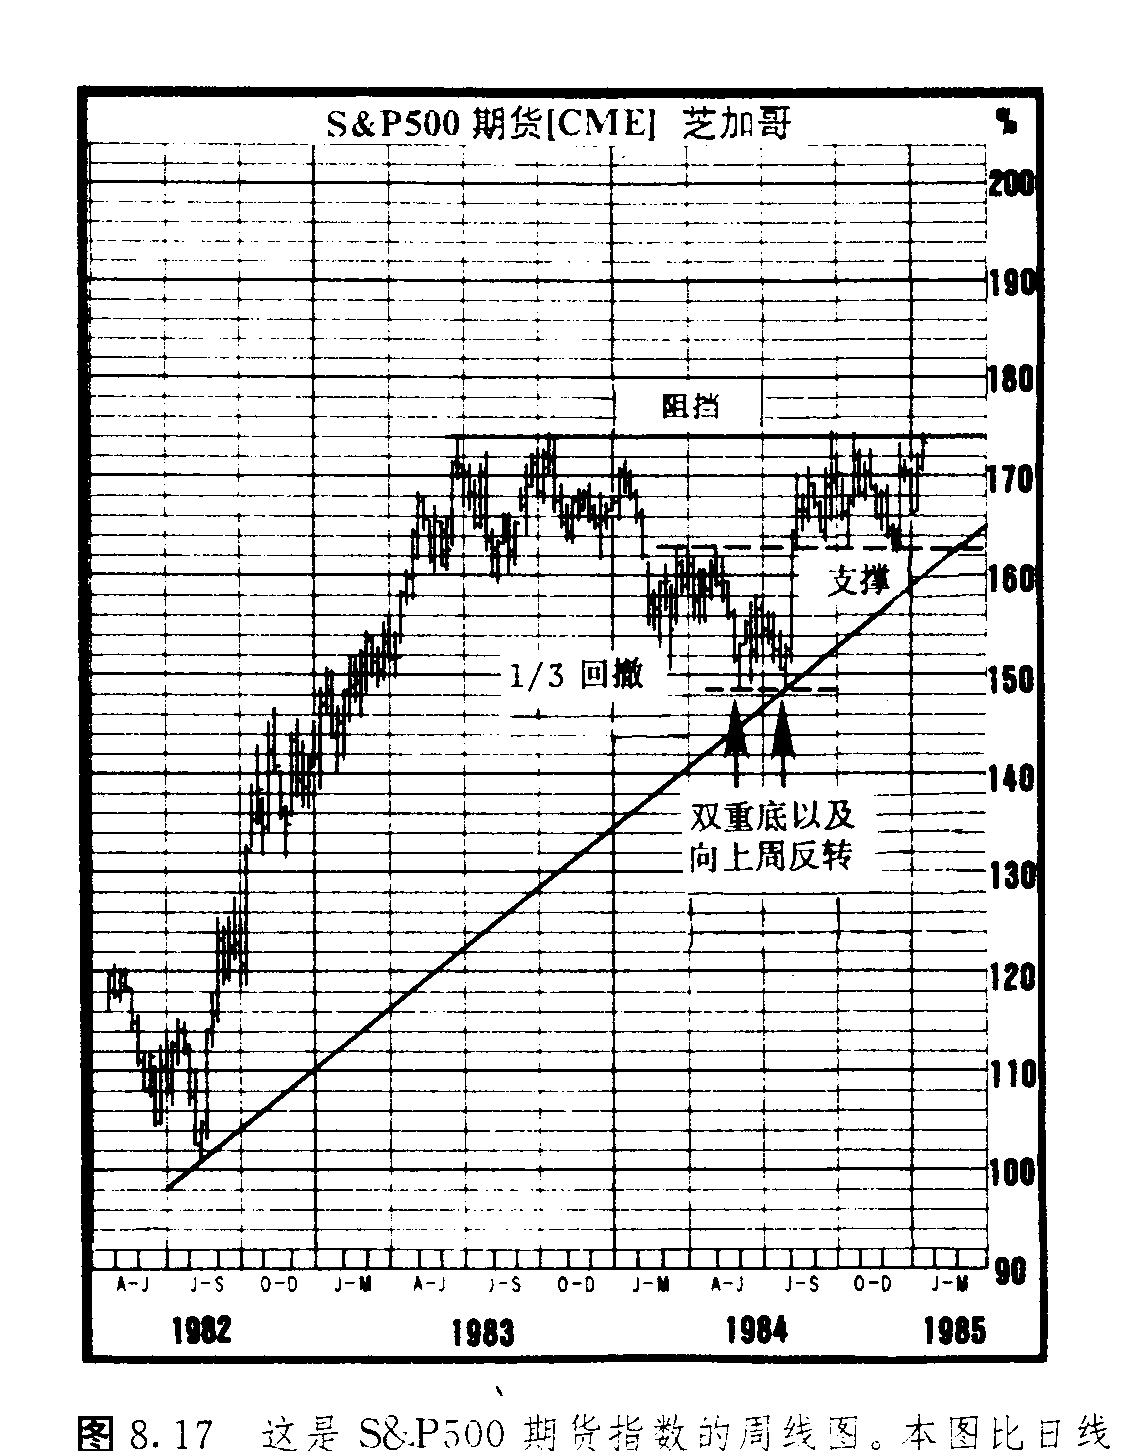 S&P500 期货[CME] 芝加哥
%
200
190
180
阻挡
170
160
支撑
1/3 回撤
150
140
双重底以及
向上周反转
130
120
110
100
90
A-J J-S O-D J-M A-J J-S O-D J-M A-J J-S O-D J-M
1982 1983 1984 1985
图 8.17 这是 S&P500 期货指数的周线图。本图比日线